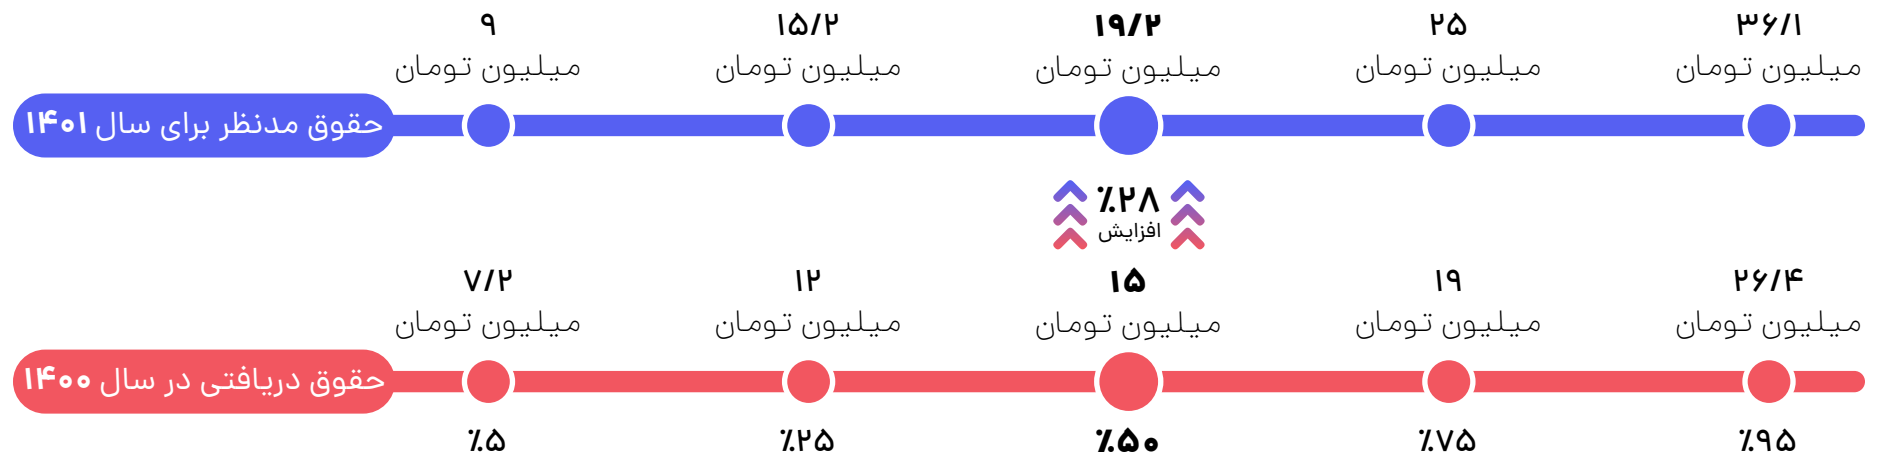 ۹ ۱۵/۲ ۱۹/۲ ۲۵ ۳۶/۱
میلیون تومان میلیون تومان میلیون تومان میلیون تومان میلیون تومان
حقوق مدنظر برای سال ۱۴۰۱
٪۲۸
افزایش
۷/۲ ۱۲ ۱۵ ۱۹ ۲۶/۴
میلیون تومان میلیون تومان میلیون تومان میلیون تومان میلیون تومان
حقوق دریافتی در سال ۱۴۰۰
٪۵ ٪۲۵ ٪۵۰ ٪۷۵ ٪۹۵